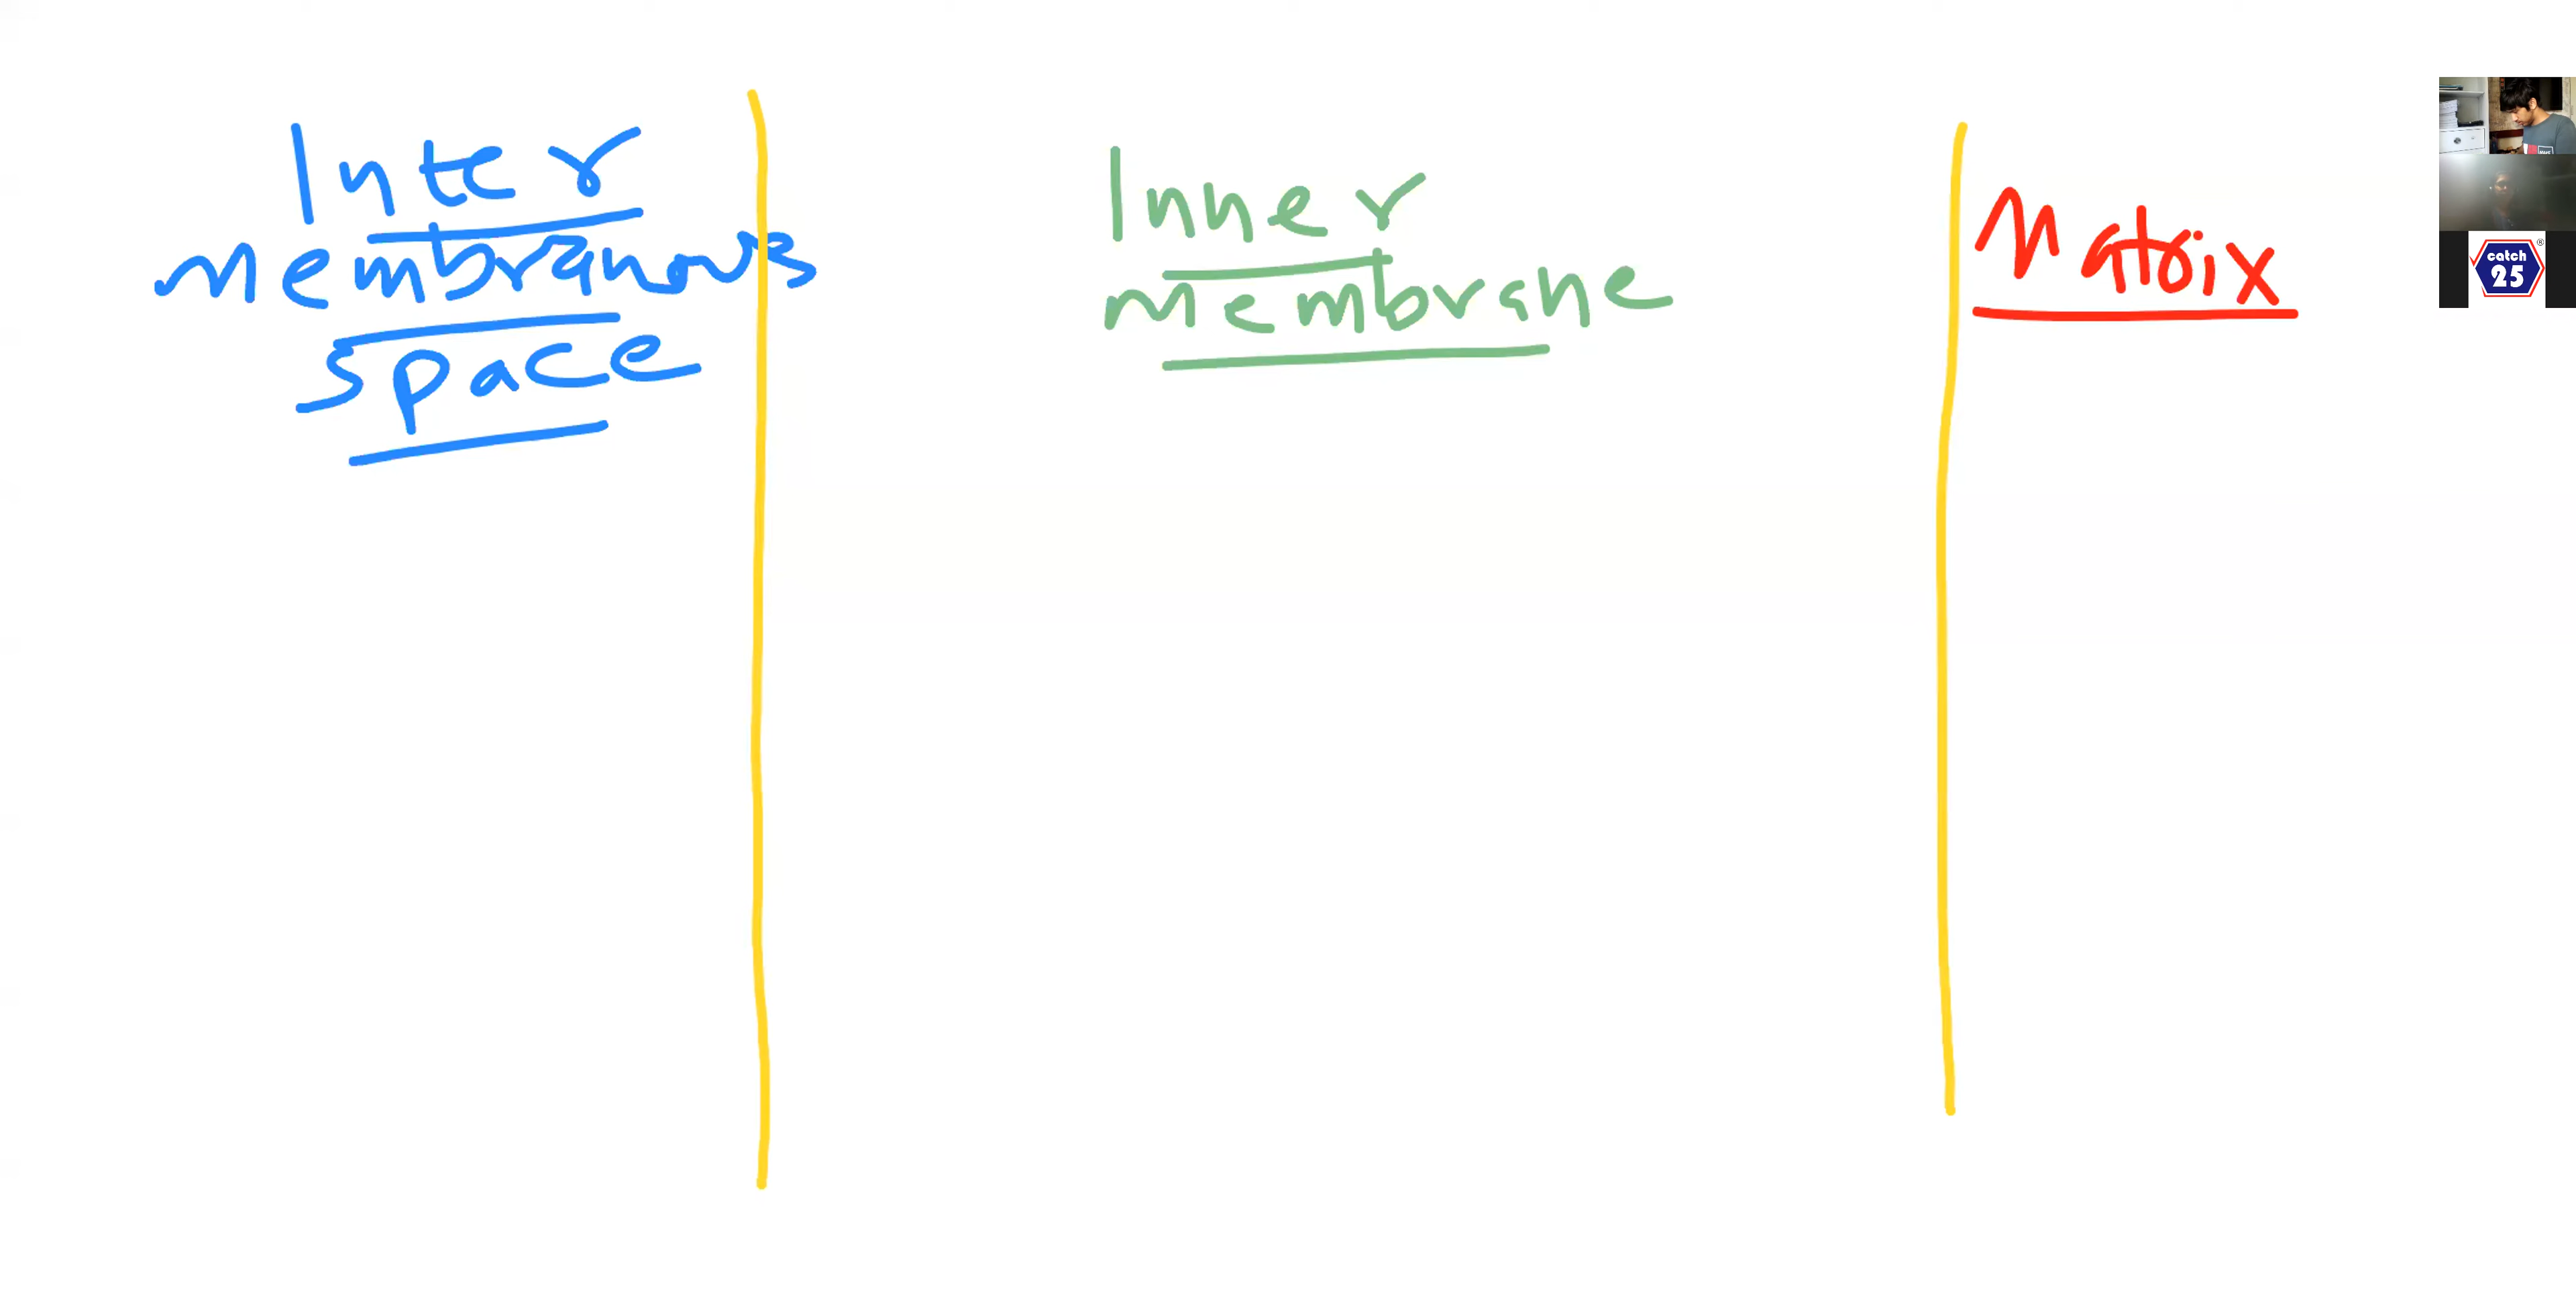 Inter
membranous
space
Inner
membrane
Matrix
catch
25
®